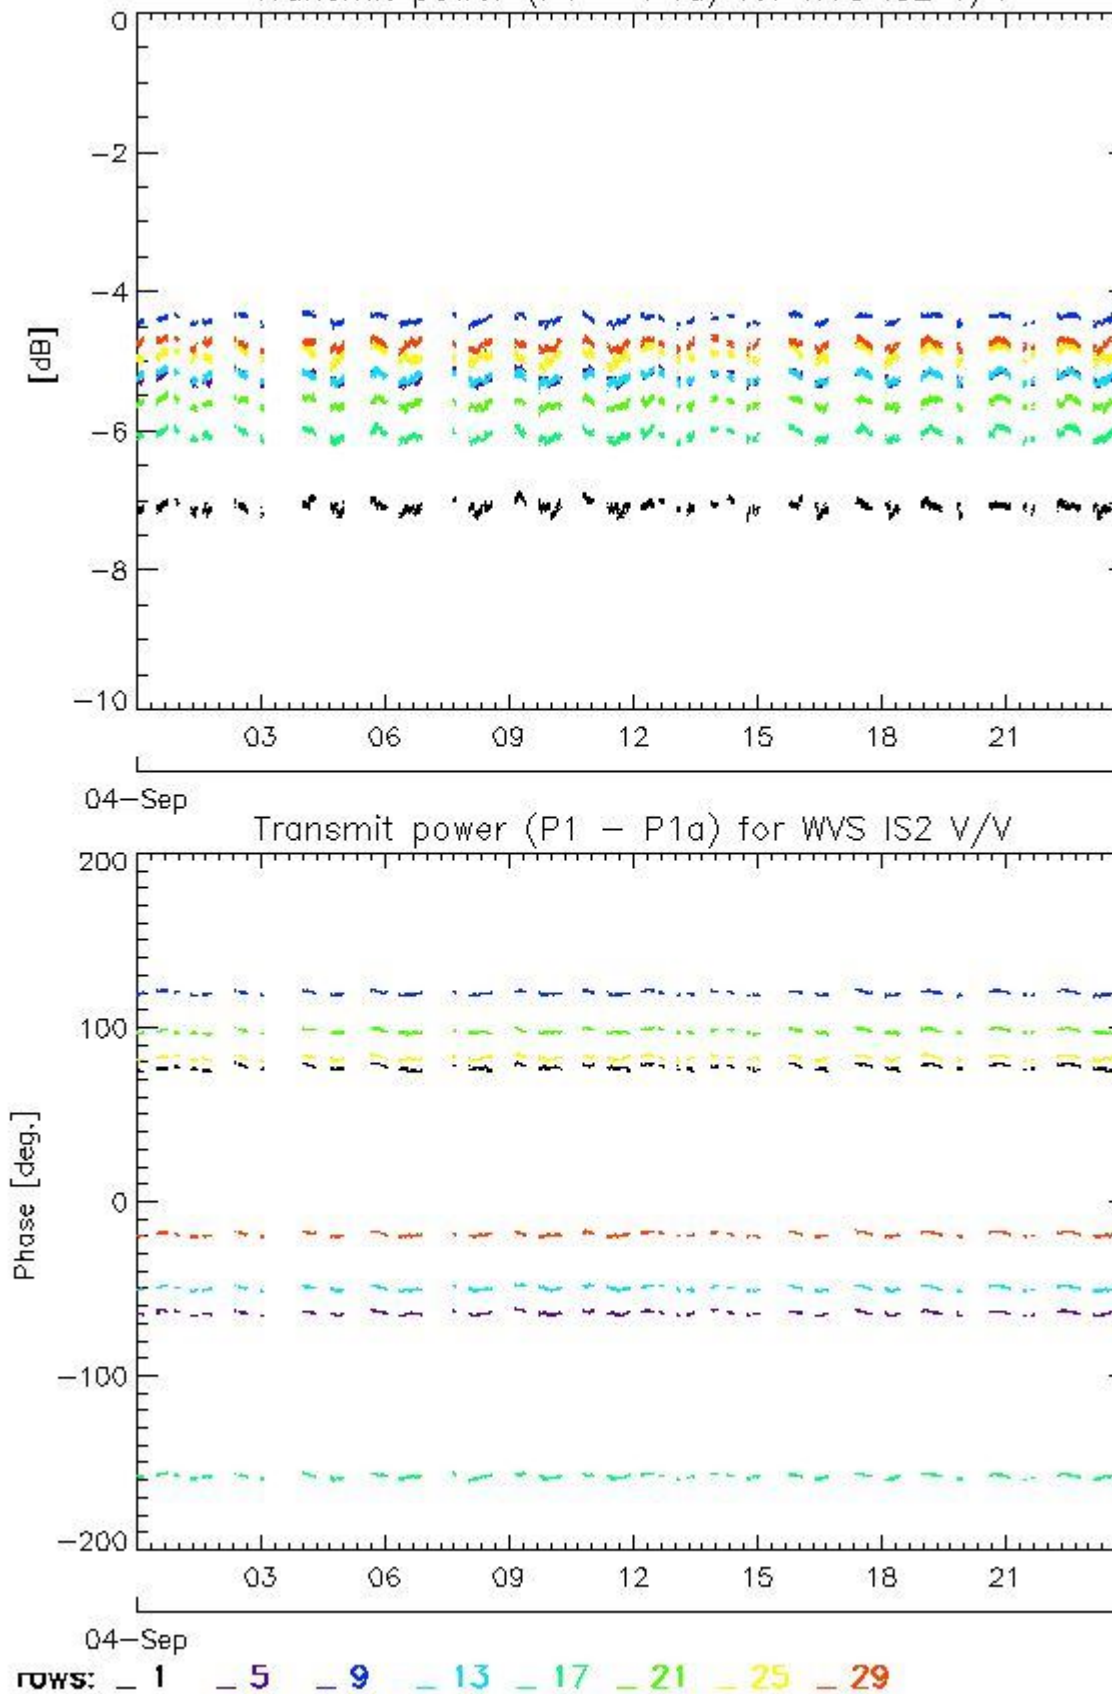 0
-2
-4
[dB]
-6
-8
-10
03 06 09 12 15 18 21
04-Sep
Transmit power (P1 - P1a) for WVS IS2 V/V
200
100
0
Phase [deg.]
-100
-200
03 06 09 12 15 18 21
04-Sep
rows: _ 1 _ 5 _ 9 _ 13 _ 17 _ 21 _ 25 _ 29